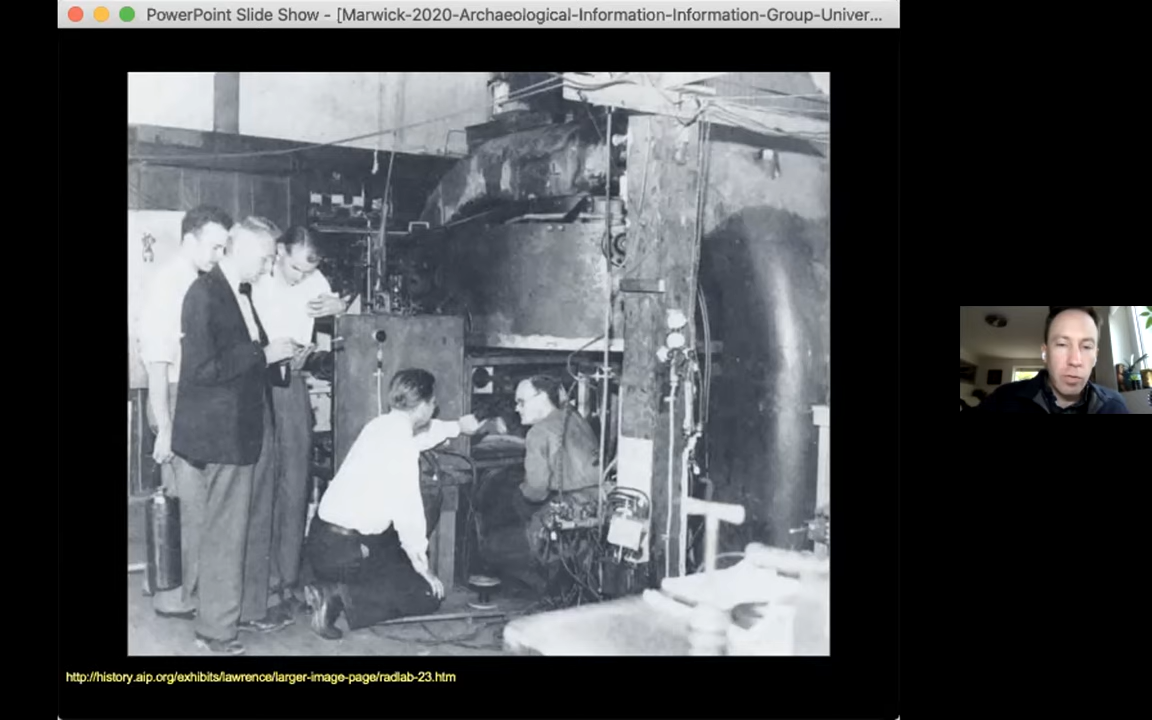 PowerPoint Slide Show - [Marwick-2020-Archaeological-Information-Information-Group-Univer...
http://history.aip.org/exhibits/lawrence/larger-image-page/radlab-23.htm